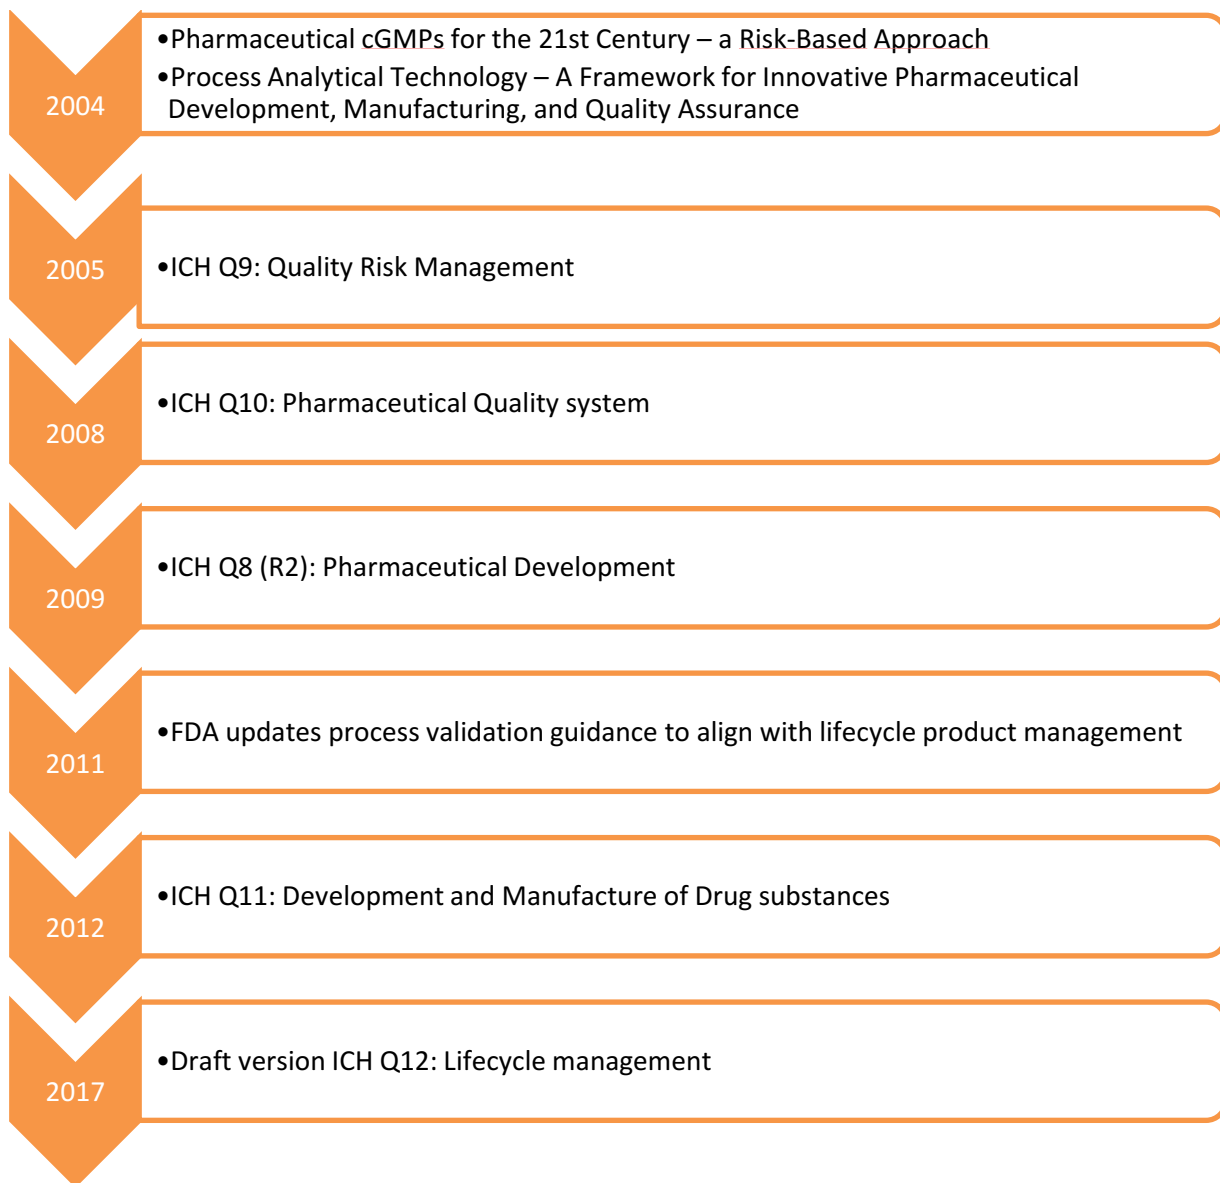 2004
•Pharmaceutical cGMPs for the 21st Century – a Risk-Based Approach
•Process Analytical Technology – A Framework for Innovative Pharmaceutical
Development, Manufacturing, and Quality Assurance
2005
•ICH Q9: Quality Risk Management
2008
•ICH Q10: Pharmaceutical Quality system
2009
•ICH Q8 (R2): Pharmaceutical Development
2011
•FDA updates process validation guidance to align with lifecycle product management
2012
•ICH Q11: Development and Manufacture of Drug substances
2017
•Draft version ICH Q12: Lifecycle management